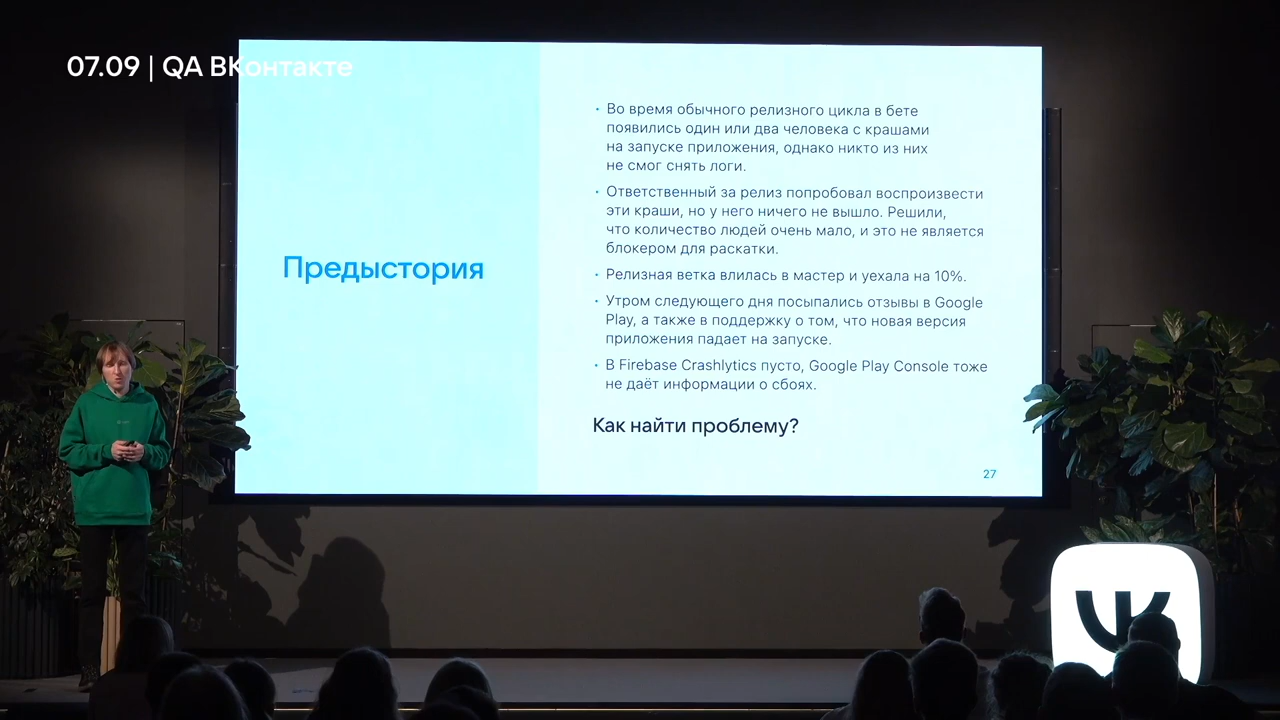 07.09 | QA ВКонтакте
Предыстория
• Во время обычного релизного цикла в бете
появились один или два человека с крашами
на запуске приложения, однако никто из них
не смог снять логи.
• Ответственный за релиз попробовал воспроизвести
эти краши, но у него ничего не вышло. Решили,
что количество людей очень мало, и это не является
блокером для раскатки.
• Релизная ветка влилась в мастер и уехала на 10%.
• Утром следующего дня посыпались отзывы в Google
Play, а также в поддержку о том, что новая версия
приложения падает на запуске.
• В Firebase Crashlytics пусто, Google Play Console тоже
не даёт информации о сбоях.
Как найти проблему?
27
VK